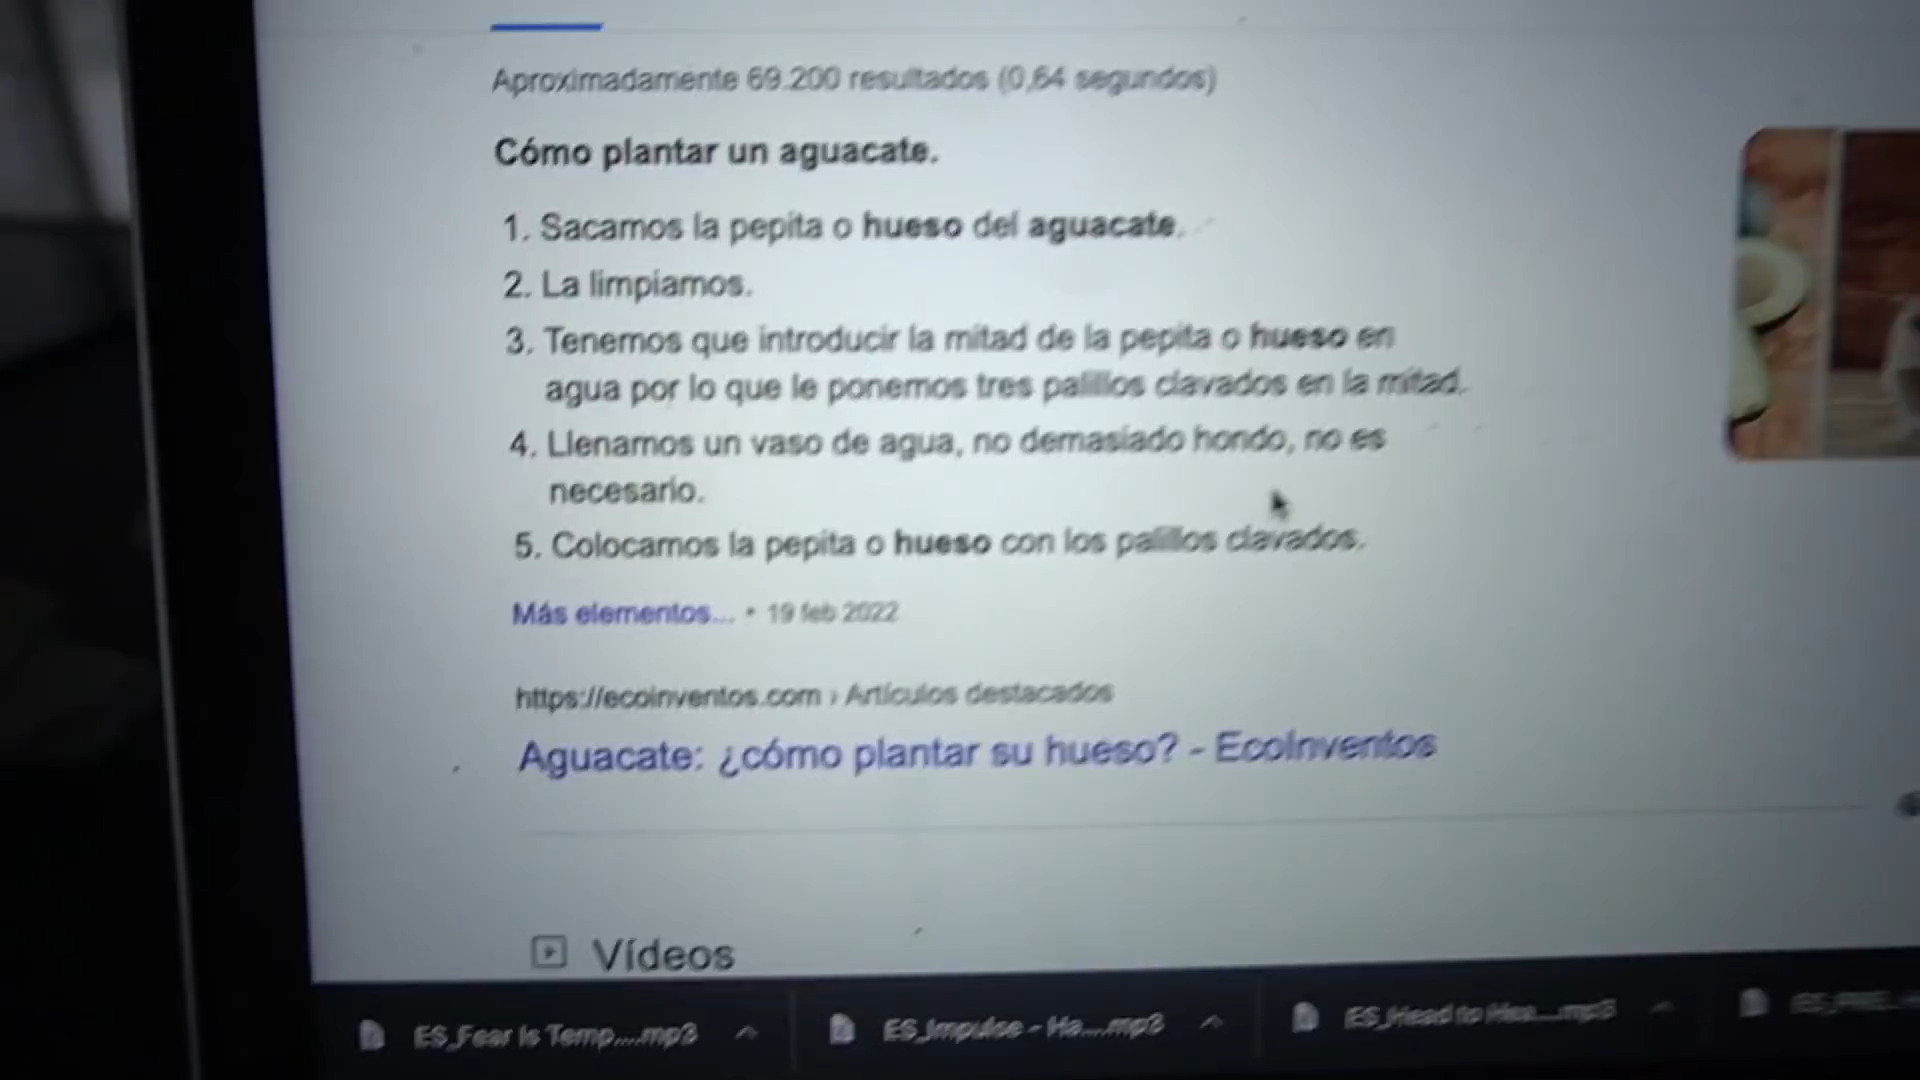 Aproximadamente 69.200 resultados (0,64 segundos)
Cómo plantar un aguacate.
1. Sacamos la pepita o hueso del aguacate.
2. La limpiamos.
3. Tenemos que introducir la mitad de la pepita o hueso en
agua por lo que le ponemos tres palillos clavados en la mitad.
4. Llenamos un vaso de agua, no demasiado hondo, no es
necesario.
5. Colocamos la pepita o hueso con los palillos clavados.
Más elementos... • 19 feb 2022
https://ecoinventos.com › Artículos destacados
Aguacate: ¿cómo plantar su hueso? - EcoInventos
Vídeos
ES_Fear Is Temp....mp3
ES_Impulse - Ha....mp3
ES_Head to Hea....mp3